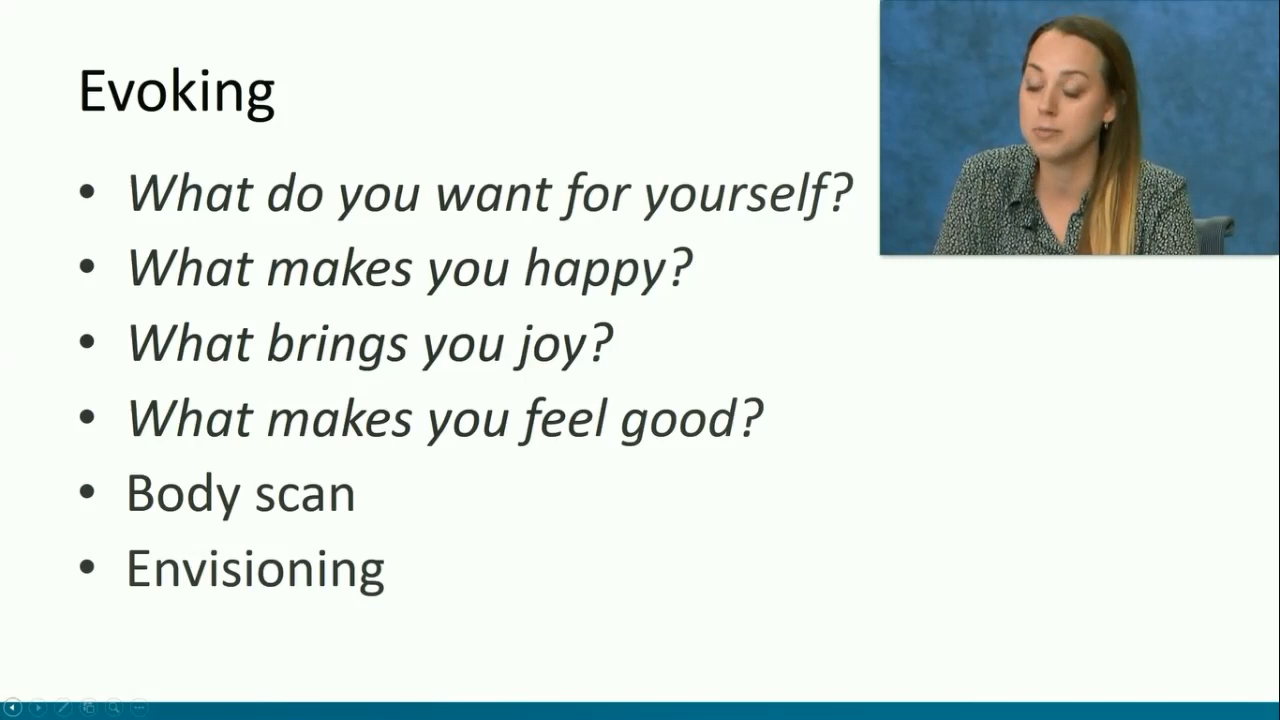 Evoking
• What do you want for yourself?
• What makes you happy?
• What brings you joy?
• What makes you feel good?
• Body scan
• Envisioning